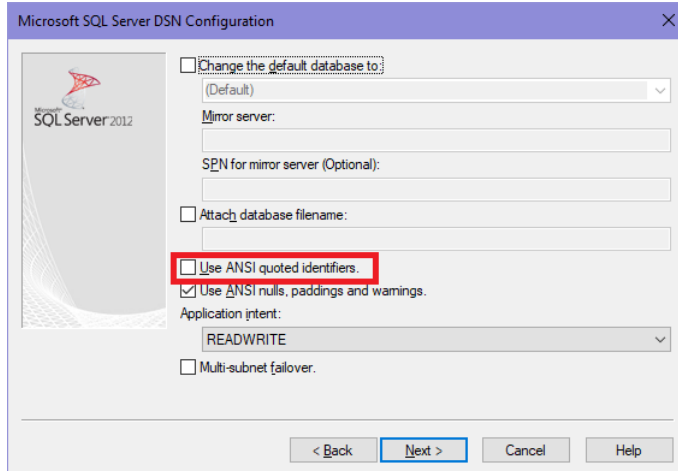 Microsoft SQL Server DSN Configuration
Microsoft
SQL Server 2012
Change the default database to:
(Default)
Mirror server:
SPN for mirror server (Optional):
Attach database filename:
Use ANSI quoted identifiers.
Use ANSI nulls, paddings and warnings.
Application intent:
READWRITE
Multi-subnet failover.
< Back Next > Cancel Help